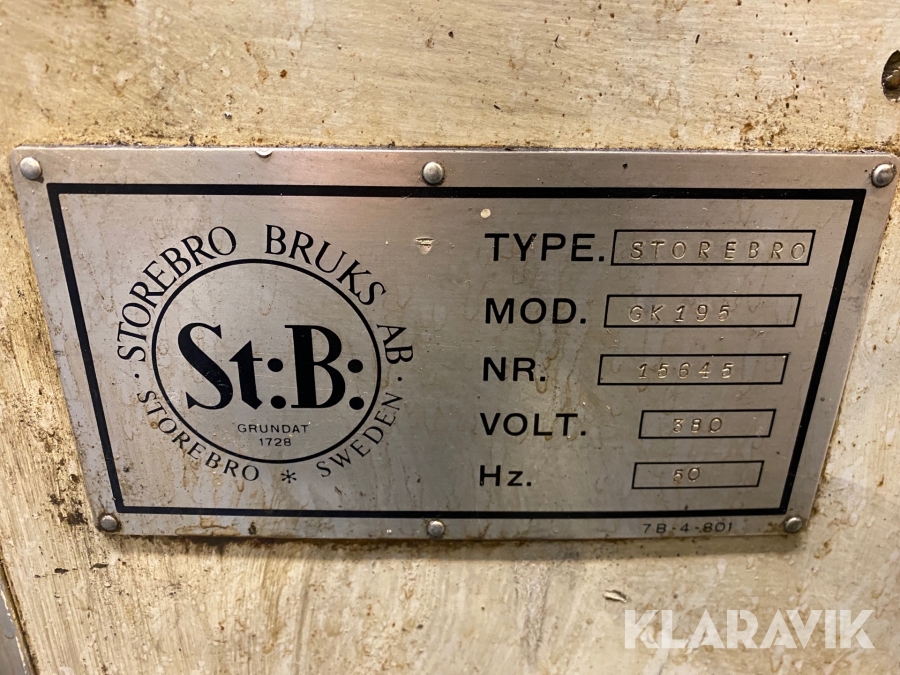 STOREBRO BRUKS AB.
St:B:
GRUNDAT
1728
· STOREBRO * SWEDEN ·
TYPE. STOREBRO
MOD. GK195
NR. 15645
VOLT. 380
Hz. 50
7B-4-801
KLARAVIK